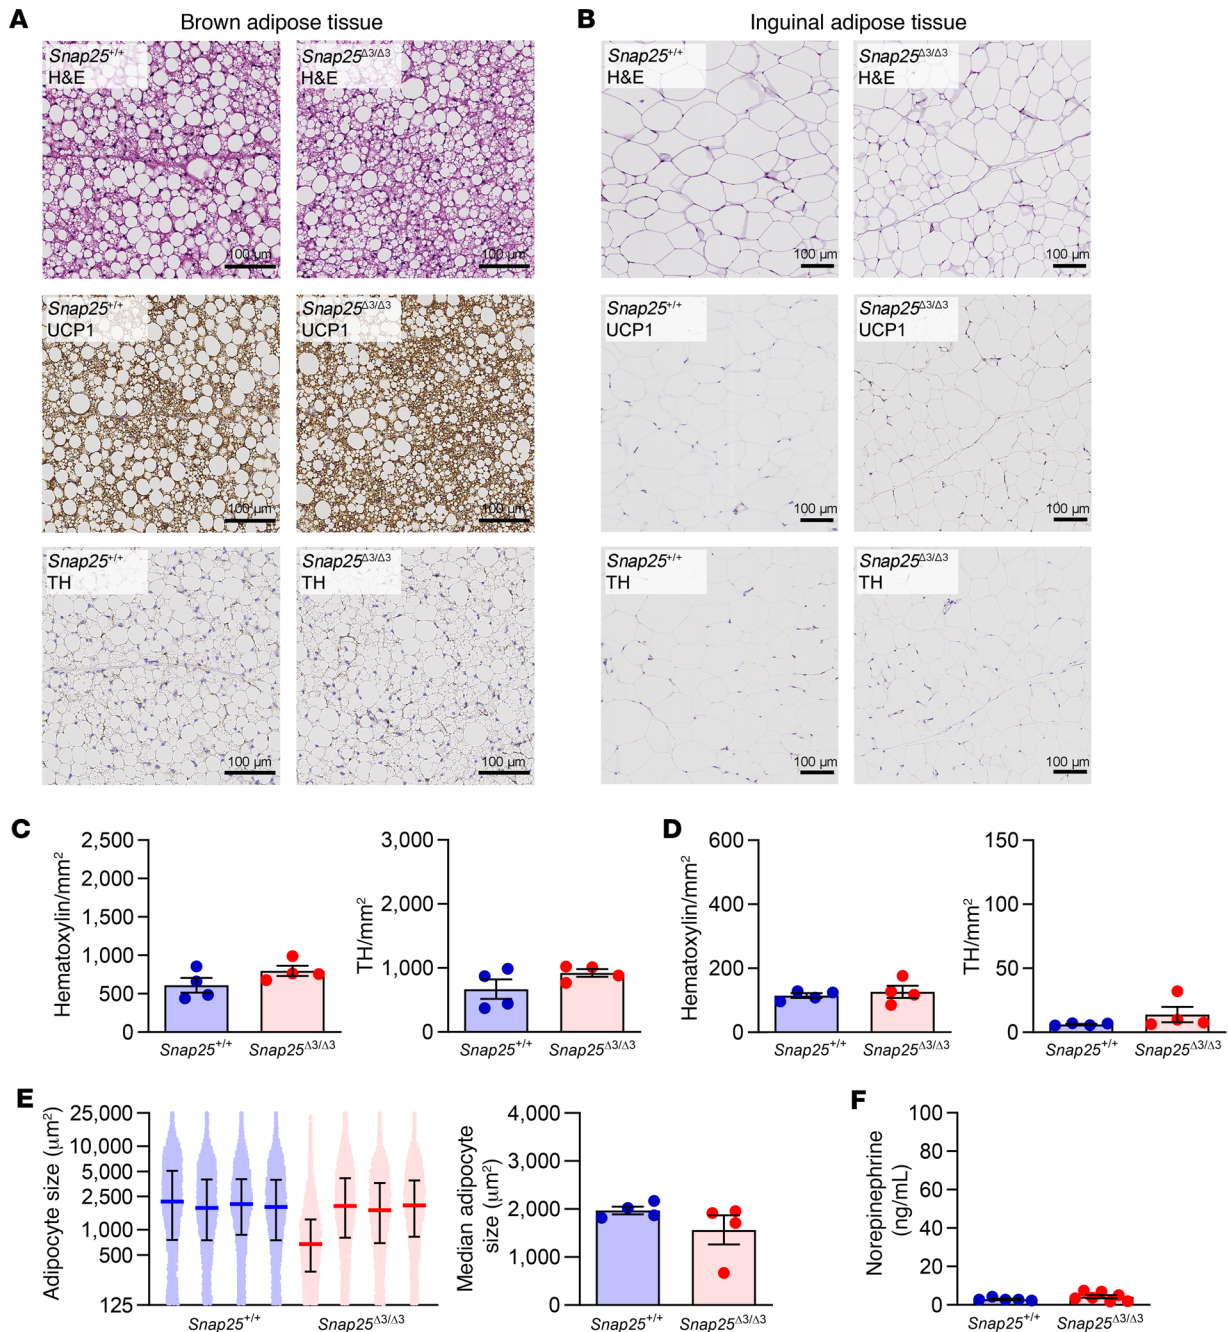 A Brown adipose tissue
B Inguinal adipose tissue
Snap25+/+
H&E
100 µm
Snap25Δ3/Δ3
H&E
100 µm
Snap25+/+
H&E
100 µm
Snap25Δ3/Δ3
H&E
100 µm
Snap25+/+
UCP1
100 µm
Snap25Δ3/Δ3
UCP1
100 µm
Snap25+/+
UCP1
100 µm
Snap25Δ3/Δ3
UCP1
100 µm
Snap25+/+
TH
100 µm
Snap25Δ3/Δ3
TH
100 µm
Snap25+/+
TH
100 µm
Snap25Δ3/Δ3
TH
100 µm
C
Hematoxylin/mm2
2,500
2,000
1,500
1,000
500
0
Snap25+/+ Snap25Δ3/Δ3
TH/mm2
3,000
2,000
1,000
0
Snap25+/+ Snap25Δ3/Δ3
D
Hematoxylin/mm2
600
400
200
0
Snap25+/+ Snap25Δ3/Δ3
TH/mm2
150
100
50
0
Snap25+/+ Snap25Δ3/Δ3
E
Adipocyte size (µm2)
25,000
10,000
5,000
2,500
1,000
500
125
Snap25+/+ Snap25Δ3/Δ3
Median adipocyte
size (µm2)
4,000
3,000
2,000
1,000
0
Snap25+/+ Snap25Δ3/Δ3
F
Norepinephrine
(ng/mL)
100
80
60
40
20
0
Snap25+/+ Snap25Δ3/Δ3